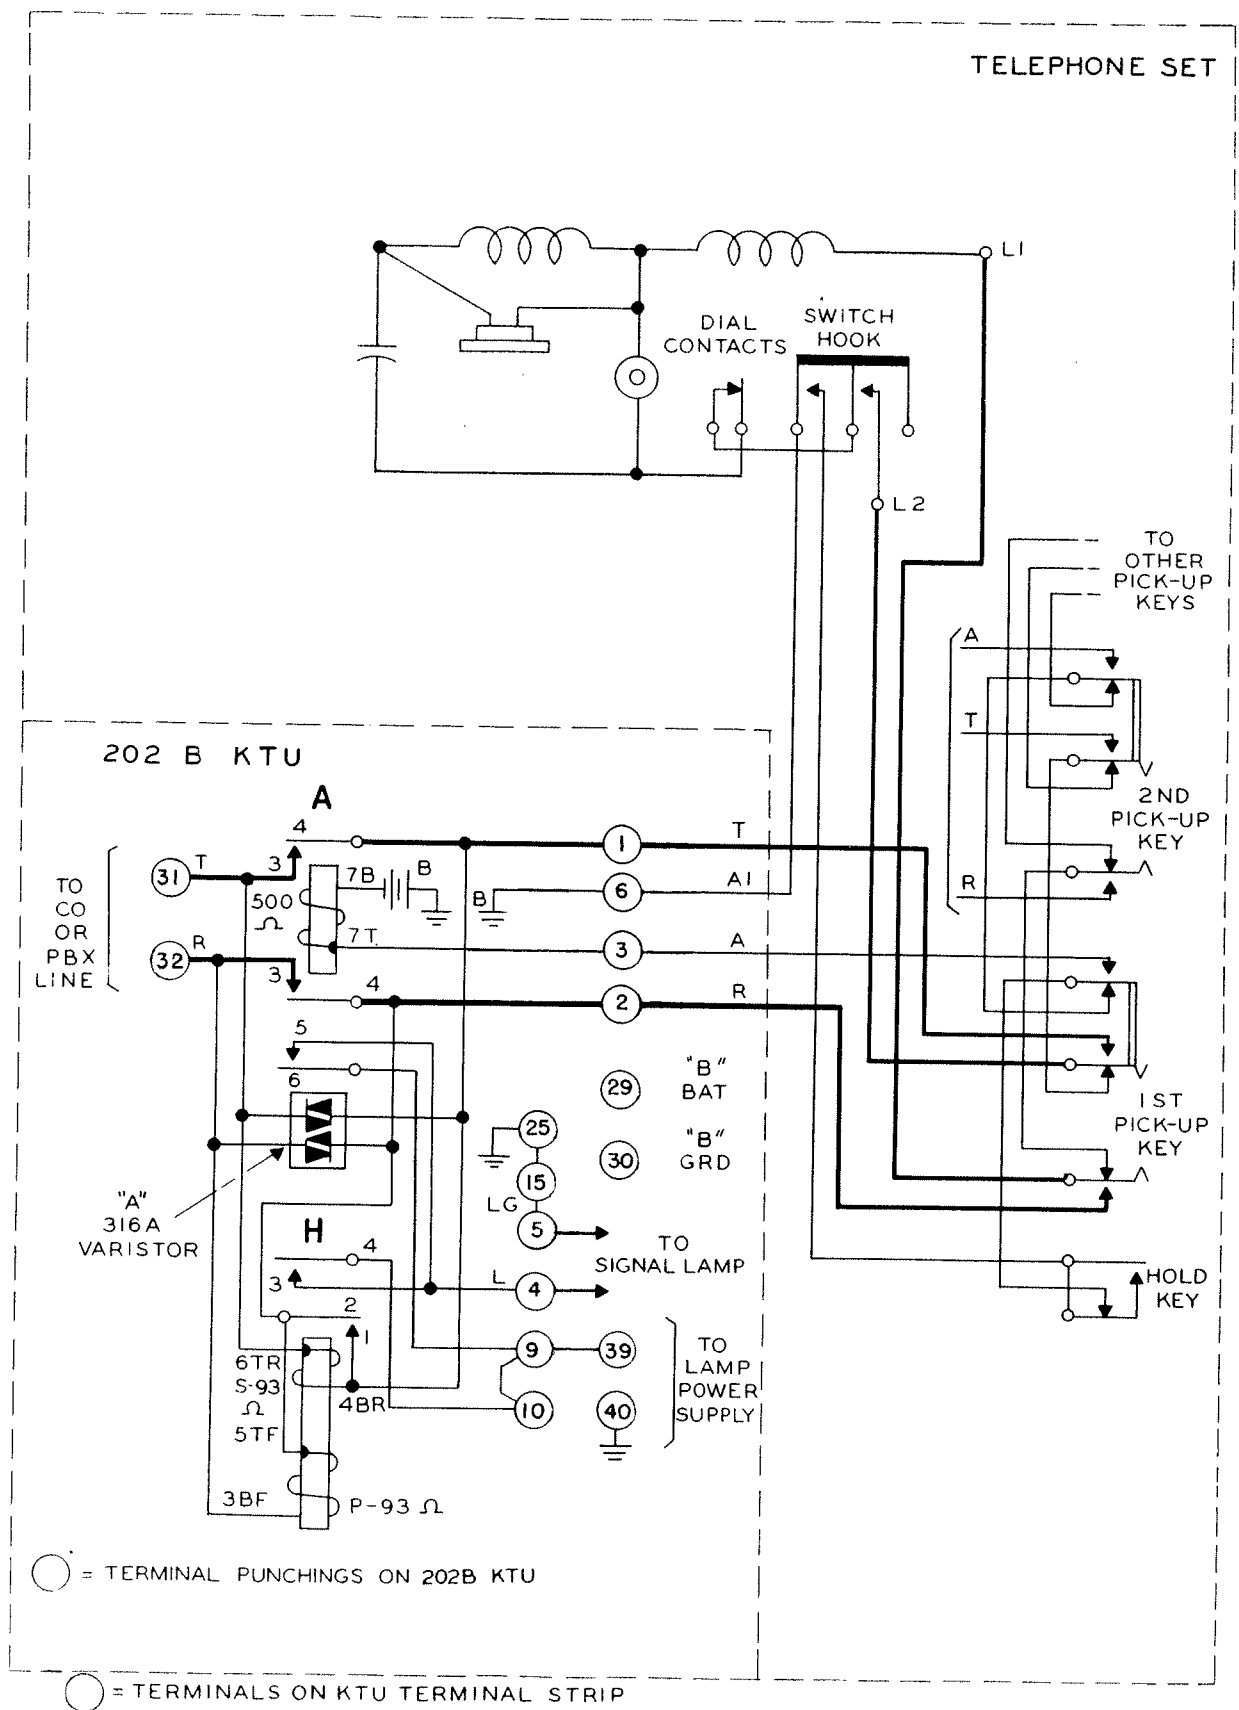 TELEPHONE SET
L1
DIAL
CONTACTS
SWITCH
HOOK
L2
TO
OTHER
PICK-UP
KEYS
A
T
2ND
PICK-UP
KEY
R
202 B KTU
A
4
T
31
3
1
T
TO
CO
OR
PBX
LINE
500
Ω
7B
B
B
6
A1
7T
3
A
R
32
3
4
2
R
5
6
29
"B"
BAT
25
30
"B"
GRD
15
LG
5
TO
SIGNAL LAMP
1ST
PICK-UP
KEY
"A"
316A
VARISTOR
H
4
3
L
4
HOLD
KEY
2
1
9
39
TO
LAMP
POWER
SUPPLY
6TR
S-93
Ω
4BR
10
40
5TF
3BF
P-93 Ω
= TERMINAL PUNCHINGS ON 202B KTU
= TERMINALS ON KTU TERMINAL STRIP